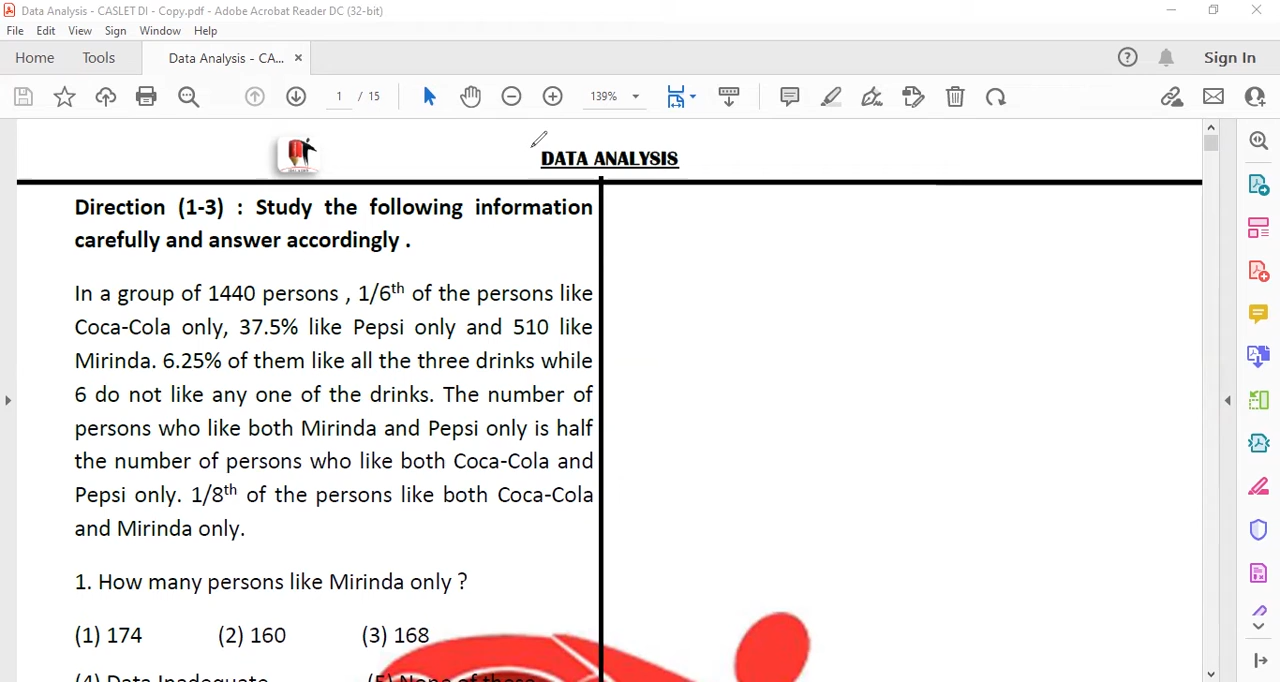 Data Analysis - CASLET DI - Copy.pdf - Adobe Acrobat Reader DC (32-bit)
File Edit View Sign Window Help
Home Tools Data Analysis - CA... × Sign In
1 / 15 139%
DATA ANALYSIS
Direction (1-3) : Study the following information
carefully and answer accordingly .
In a group of 1440 persons , 1/6th of the persons like
Coca-Cola only, 37.5% like Pepsi only and 510 like
Mirinda. 6.25% of them like all the three drinks while
6 do not like any one of the drinks. The number of
persons who like both Mirinda and Pepsi only is half
the number of persons who like both Coca-Cola and
Pepsi only. 1/8th of the persons like both Coca-Cola
and Mirinda only.
1. How many persons like Mirinda only ?
(1) 174 (2) 160 (3) 168
(4) Data Inadequate (5) None of these